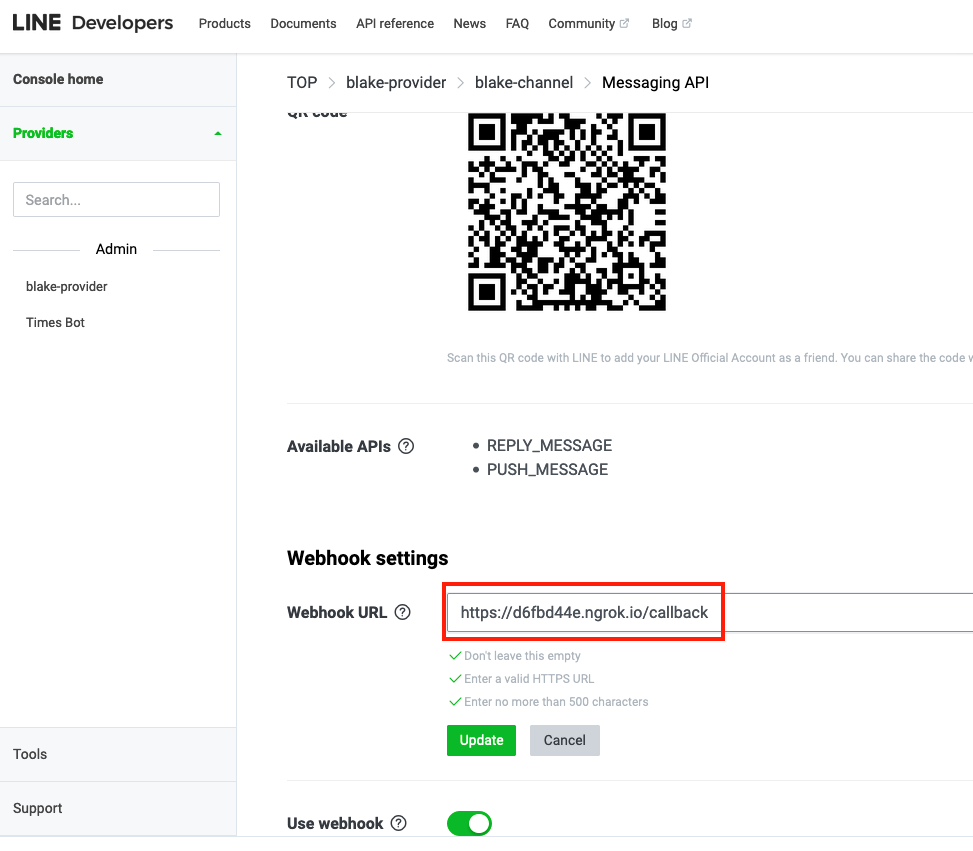 LINE Developers Products Documents API reference News FAQ Community Blog
Console home
Providers
Search...
Admin
blake-provider
Times Bot
Tools
Support
TOP > blake-provider > blake-channel > Messaging API
QR code
Scan this QR code with LINE to add your LINE Official Account as a friend. You can share the code
Available APIs ?
• REPLY_MESSAGE
• PUSH_MESSAGE
Webhook settings
Webhook URL ? https://d6fbd44e.ngrok.io/callback
Don't leave this empty
Enter a valid HTTPS URL
Enter no more than 500 characters
Update Cancel
Use webhook ?